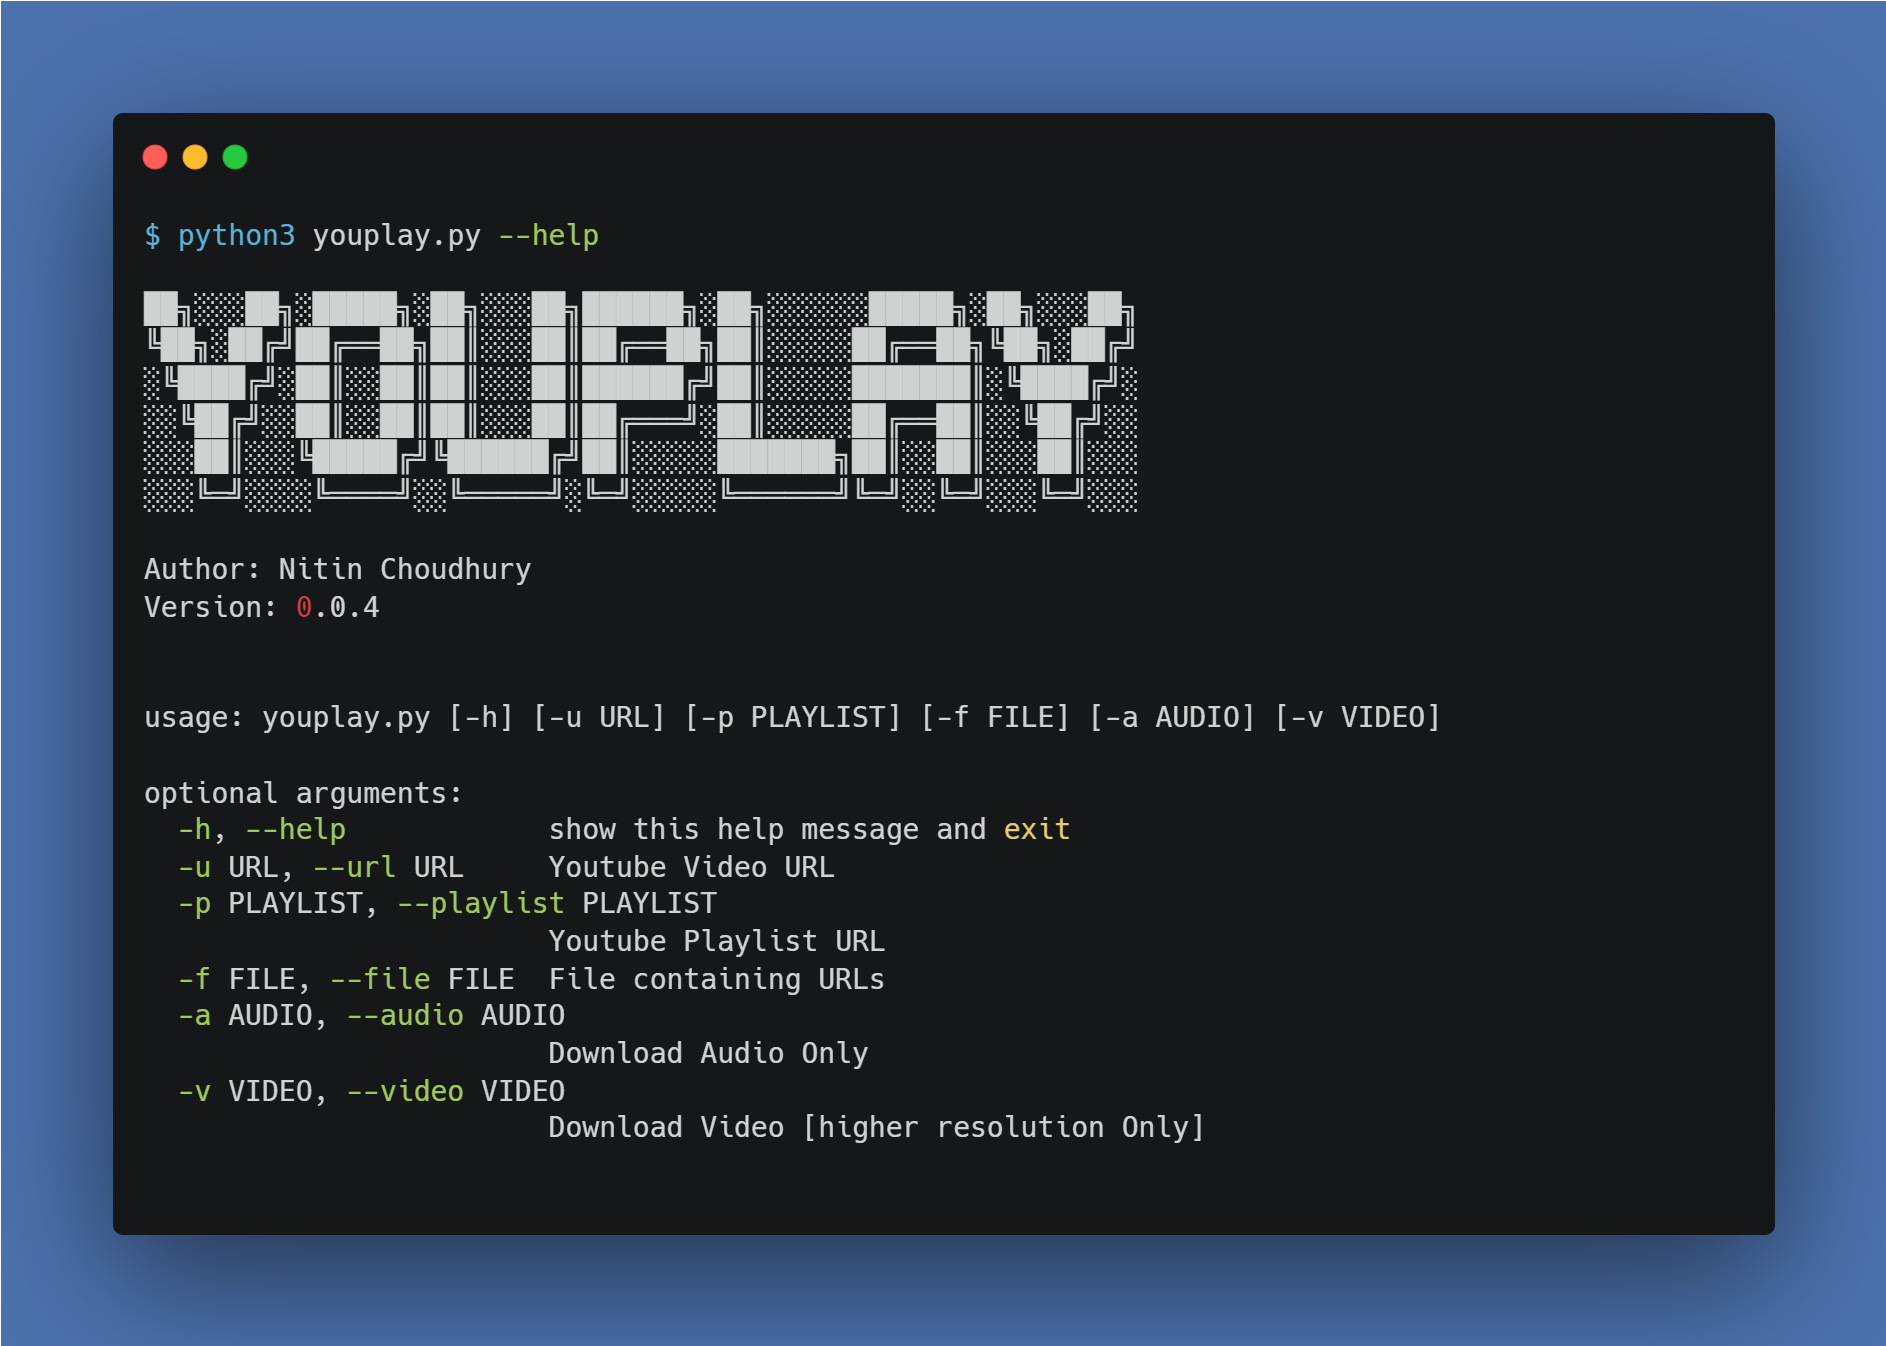 $ python3 youplay.py --help
██╗░░░██╗░█████╗░██╗░░░██╗██████╗░██╗░░░░░░█████╗░██╗░░░██╗
╚██╗░██╔╝██╔══██╗██║░░░██║██╔══██╗██║░░░░░██╔══██╗╚██╗░██╔╝
░╚████╔╝░██║░░██║██║░░░██║██████╔╝██║░░░░░███████║░╚████╔╝░
░░╚██╔╝░░██║░░██║██║░░░██║██╔═══╝░██║░░░░░██╔══██║░░╚██╔╝░░
░░░██║░░░╚█████╔╝╚██████╔╝██║░░░░░███████╗██║░░██║░░░██║░░░
░░░╚═╝░░░░╚════╝░░╚═════╝░╚═╝░░░░░╚══════╝╚═╝░░╚═╝░░░╚═╝░░░
Author: Nitin Choudhury
Version: 0.0.4
usage: youplay.py [-h] [-u URL] [-p PLAYLIST] [-f FILE] [-a AUDIO] [-v VIDEO]
optional arguments:
  -h, --help            show this help message and exit
  -u URL, --url URL     Youtube Video URL
  -p PLAYLIST, --playlist PLAYLIST
                        Youtube Playlist URL
  -f FILE, --file FILE  File containing URLs
  -a AUDIO, --audio AUDIO
                        Download Audio Only
  -v VIDEO, --video VIDEO
                        Download Video [higher resolution Only]